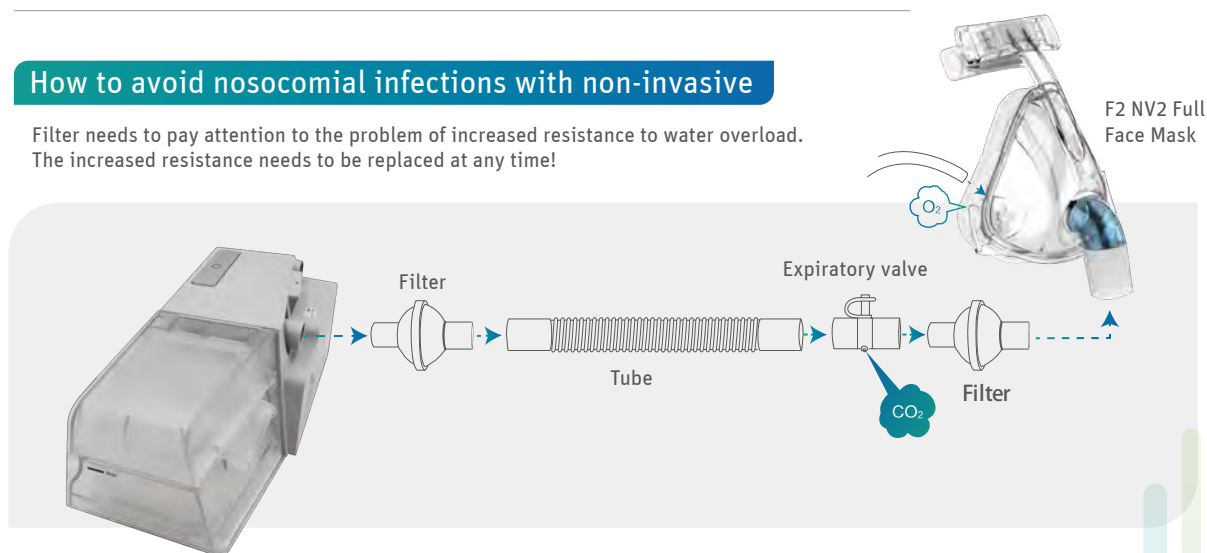 How to avoid nosocomial infections with non-invasive
Filter needs to pay attention to the problem of increased resistance to water overload.
The increased resistance needs to be replaced at any time!
F2 NV2 Full
Face Mask
O₂
Filter
Expiratory valve
Tube
Filter
CO₂